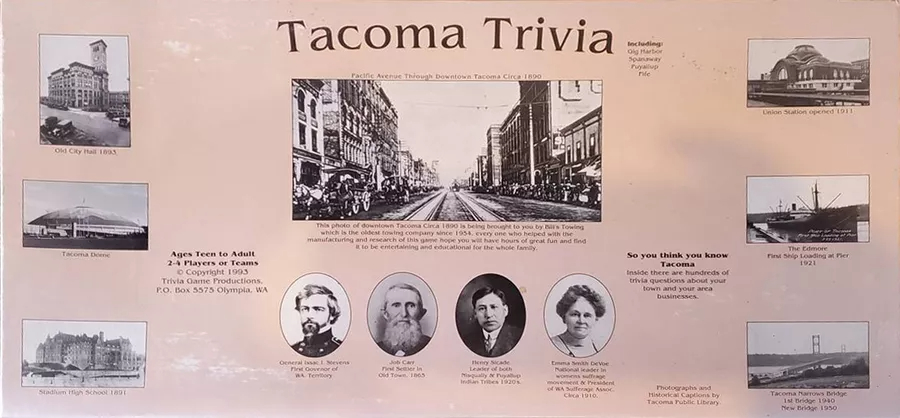 Tacoma Trivia
Including:
Gig Harbor
Spanaway
Puyallup
Fife
Pacific Avenue Through Downtown Tacoma Circa 1890
Old City Hall 1893
Union Station opened 1911
This photo of downtown Tacoma Circa 1890 is being brought to you by Bill's Towing
which is the oldest towing company since 1954, every one who helped with the
manufacturing and research of this game hope you will have hours of great fun and find
it to be entertaining and educational for the whole family.
Tacoma Dome
The Edmore
First Ship Loading at Pier
1921
Ages Teen to Adult
2-4 Players or Teams
© Copyright 1993
Trivia Game Productions,
P.O. Box 5575 Olympia, WA
So you think you know
Tacoma
Inside there are hundreds of
trivia questions about your
town and your area
businesses.
General Isaac I. Stevens
First Govenor of
WA. Territory.
Job Carr
First Settler in
Old Town, 1865
Henry Sicade
Leader of both
Nisqually & Puyallup
Indian Tribes 1920's.
Emma Smith DeVoe
National leader in
womens suffrage
movement & President
of WA Suffrage Assoc.
Circa 1910.
Stadium High School 1891
Photographs and
Historical Captions by
Tacoma Public Library.
Tacoma Narrows Bridge
1st Bridge 1940
New Bridge 1950